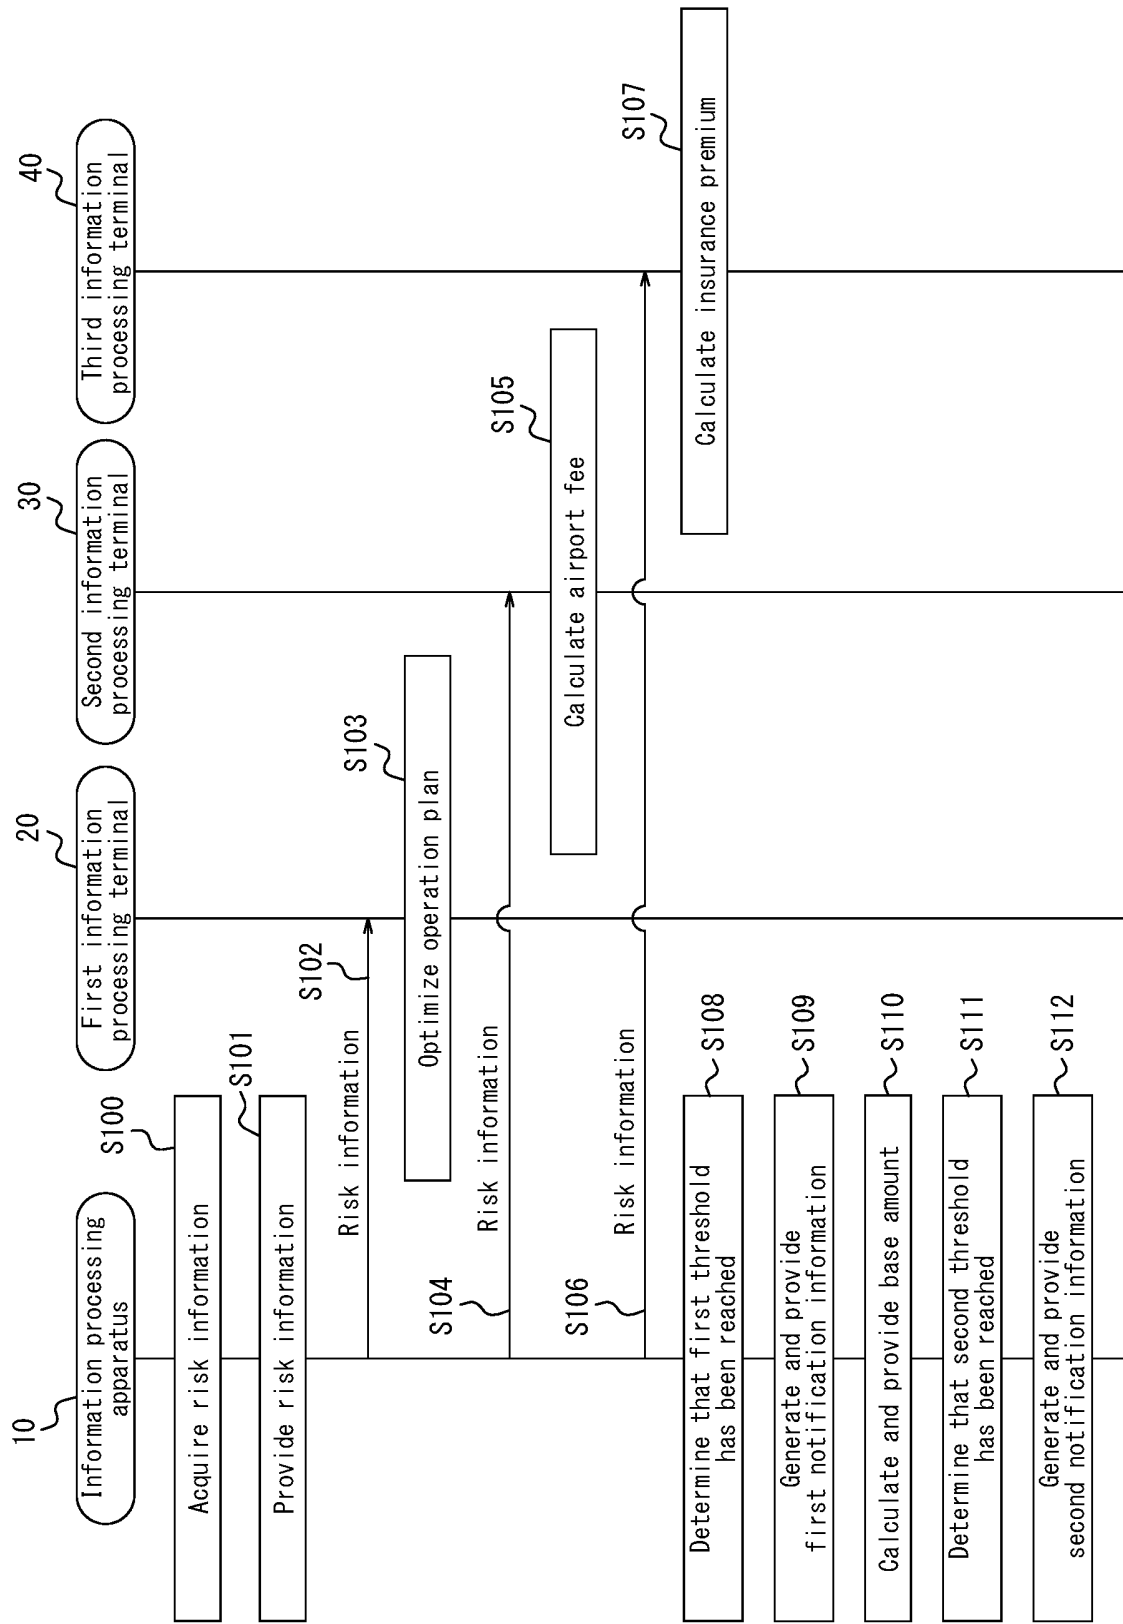 10
Information processing
apparatus
20
First information
processing terminal
30
Second information
processing terminal
40
Third information
processing terminal
S100
Acquire risk information
S101
Provide risk information
Risk information
S102
S103
Optimize operation plan
S104
Risk information
S105
Calculate airport fee
S106
Risk information
S107
Calculate insurance premium
Determine that first threshold
has been reached
S108
Generate and provide
first notification information
S109
Calculate and provide base amount
S110
Determine that second threshold
has been reached
S111
Generate and provide
second notification information
S112